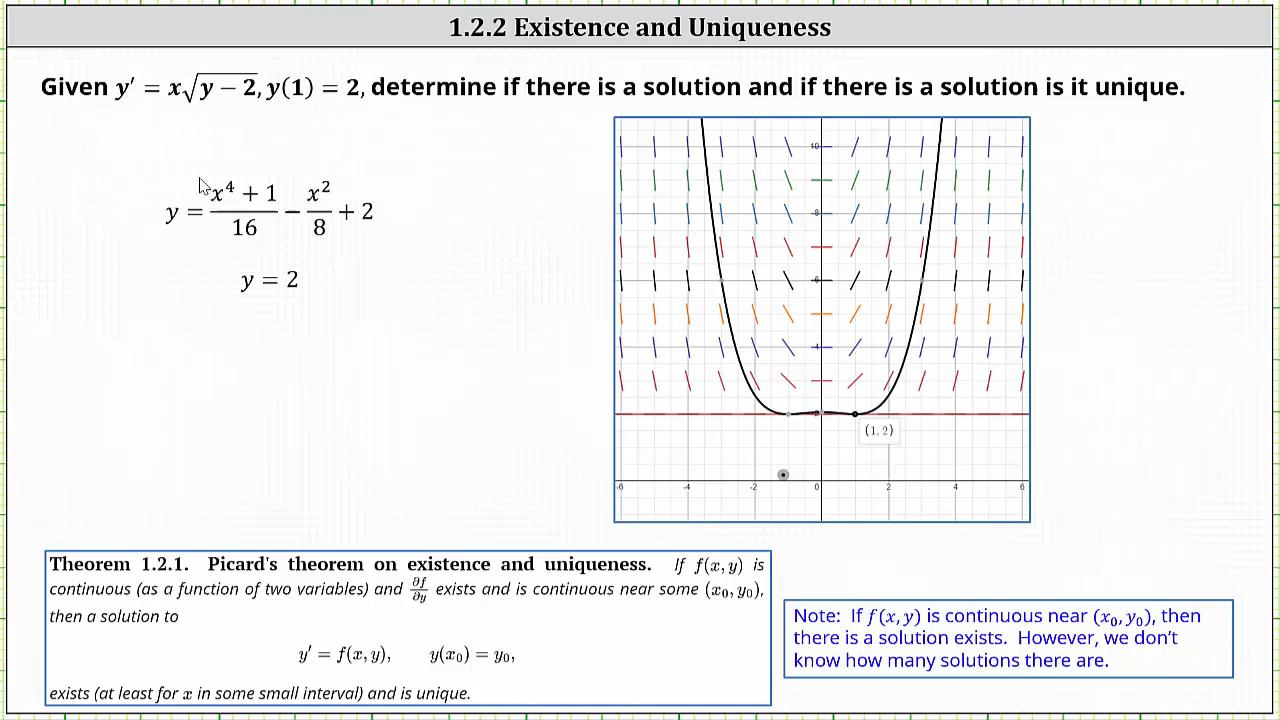 1.2.2 Existence and Uniqueness
Given y′ = x√(y − 2), y(1) = 2, determine if there is a solution and if there is a solution is it unique.
y = (x⁴ + 1)/16 − x²/8 + 2
y = 2
10
8
6
4
2
(1, 2)
-6 -4 -2 0 2 4 6
Theorem 1.2.1. Picard's theorem on existence and uniqueness. If f(x, y) is
continuous (as a function of two variables) and ∂f/∂y exists and is continuous near some (x₀, y₀),
then a solution to
y′ = f(x, y), y(x₀) = y₀,
exists (at least for x in some small interval) and is unique.
Note: If f(x, y) is continuous near (x₀, y₀), then
there is a solution exists. However, we don't
know how many solutions there are.